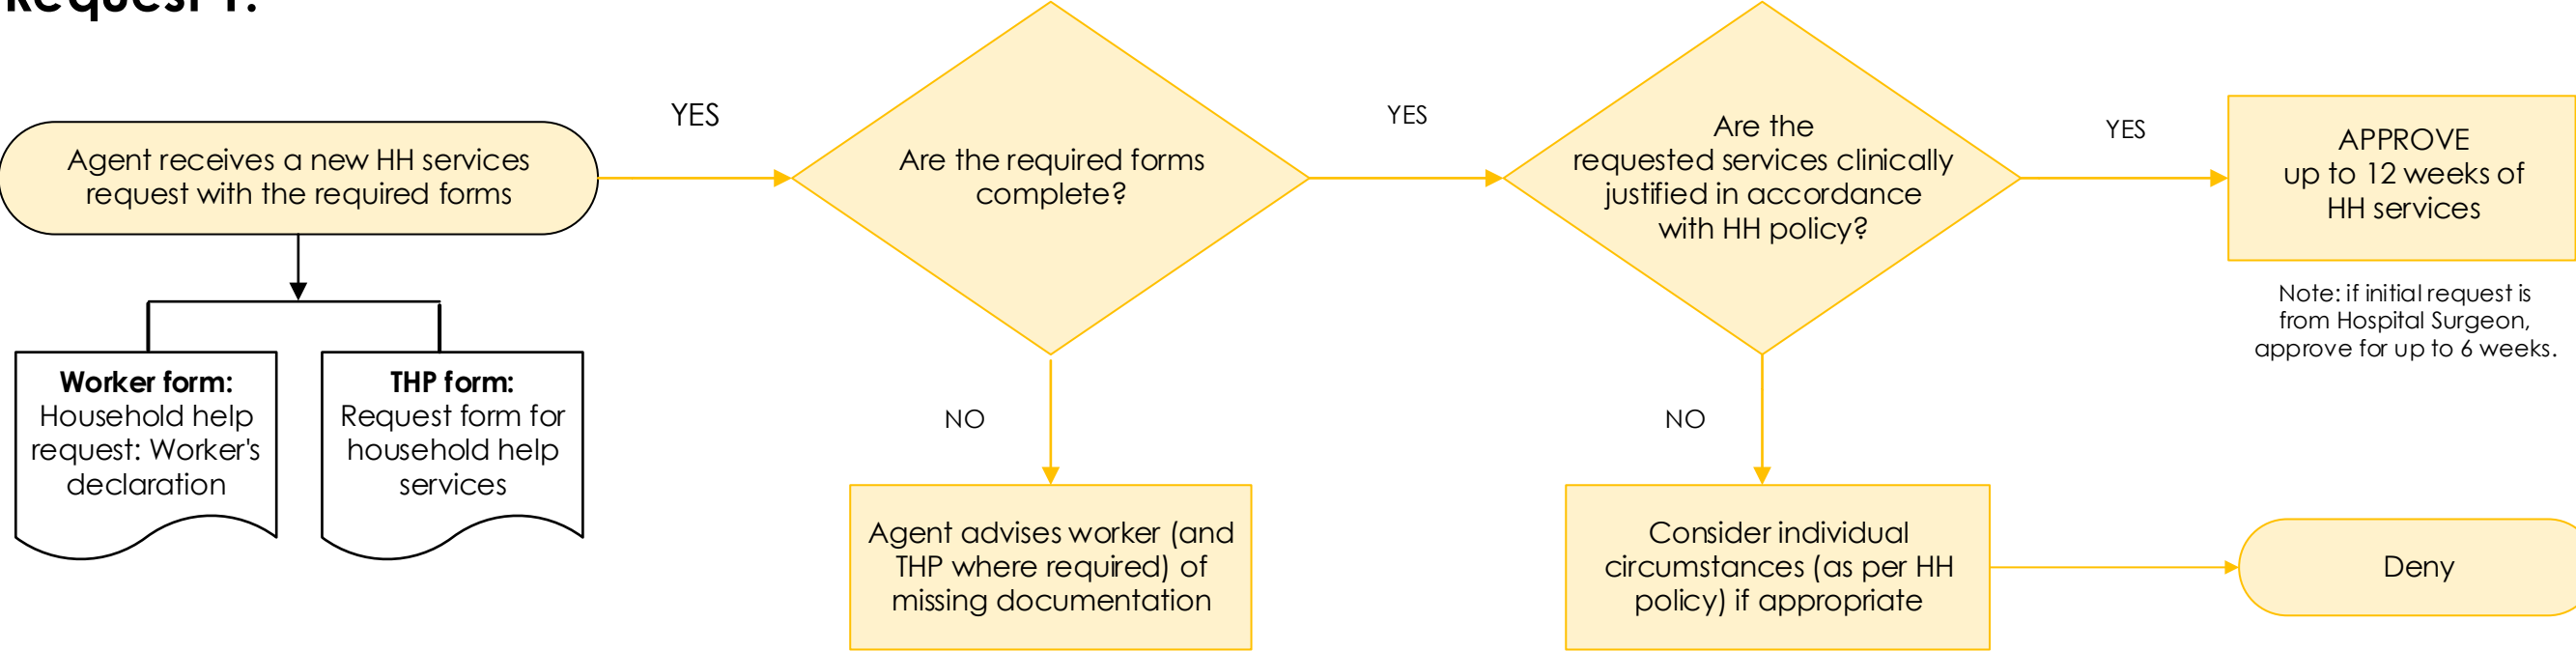 Request 1:
YES
YES
YES
Agent receives a new HH services
request with the required forms
Are the required forms
complete?
Are the
requested services clinically
justified in accordance
with HH policy?
APPROVE
up to 12 weeks of
HH services
Note: if initial request is
from Hospital Surgeon,
approve for up to 6 weeks.
Worker form:
Household help
request: Worker's
declaration
THP form:
Request form for
household help
services
NO
NO
Agent advises worker (and
THP where required) of
missing documentation
Consider individual
circumstances (as per HH
policy) if appropriate
Deny